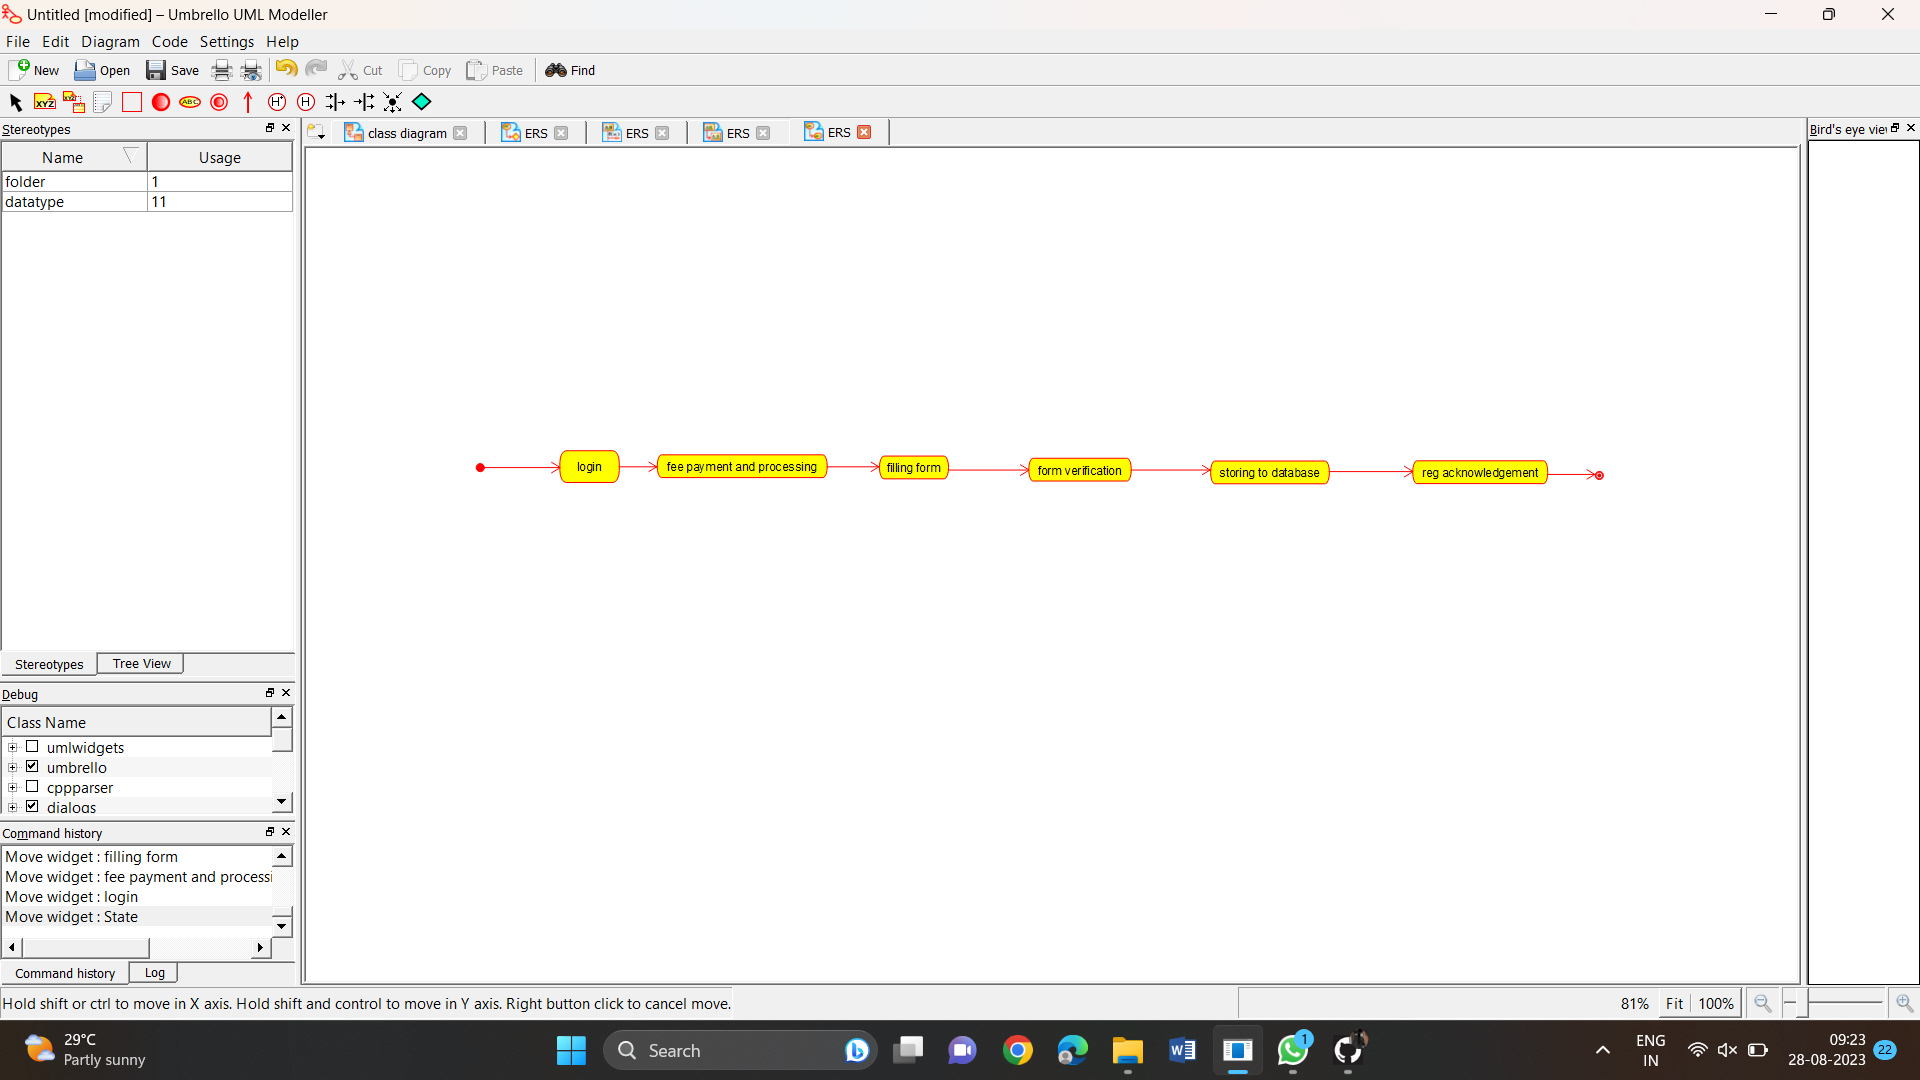 Untitled [modified] – Umbrello UML Modeller
File Edit Diagram Code Settings Help
New Open Save Cut Copy Paste Find
XYZ XYZ ABC H* H
Stereotypes
class diagram ERS ERS ERS ERS
Bird's eye vie
Name Usage
folder 1
datatype 11
login fee payment and processing filling form form verification storing to database reg acknowledgement
Stereotypes Tree View
Debug
Class Name
umlwidgets
umbrello
cppparser
dialogs
Command history
Move widget : filling form
Move widget : fee payment and processi
Move widget : login
Move widget : State
Command history Log
Hold shift or ctrl to move in X axis. Hold shift and control to move in Y axis. Right button click to cancel move.
81% Fit 100%
29°C
Partly sunny
Search
1
ENG
IN
09:23
28-08-2023
22